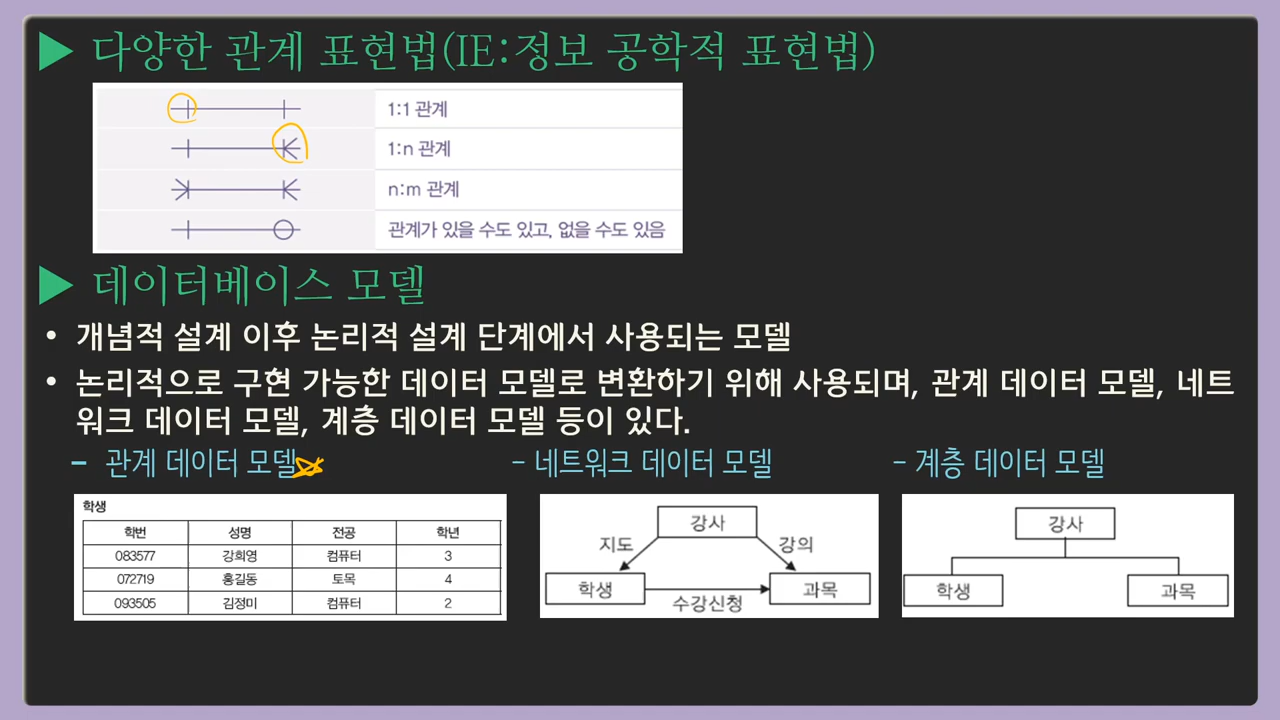 ▶ 다양한 관계 표현법(IE:정보 공학적 표현법)
1:1 관계
1:n 관계
n:m 관계
관계가 있을 수도 있고, 없을 수도 있음
▶ 데이터베이스 모델
• 개념적 설계 이후 논리적 설계 단계에서 사용되는 모델
• 논리적으로 구현 가능한 데이터 모델로 변환하기 위해 사용되며, 관계 데이터 모델, 네트
워크 데이터 모델, 계층 데이터 모델 등이 있다.
– 관계 데이터 모델 – 네트워크 데이터 모델 – 계층 데이터 모델
학생
학번 성명 전공 학년
083577 강희영 컴퓨터 3
072719 홍길동 토목 4
093505 김정미 컴퓨터 2
강사
지도 강의
학생 과목
수강신청
강사
학생 과목